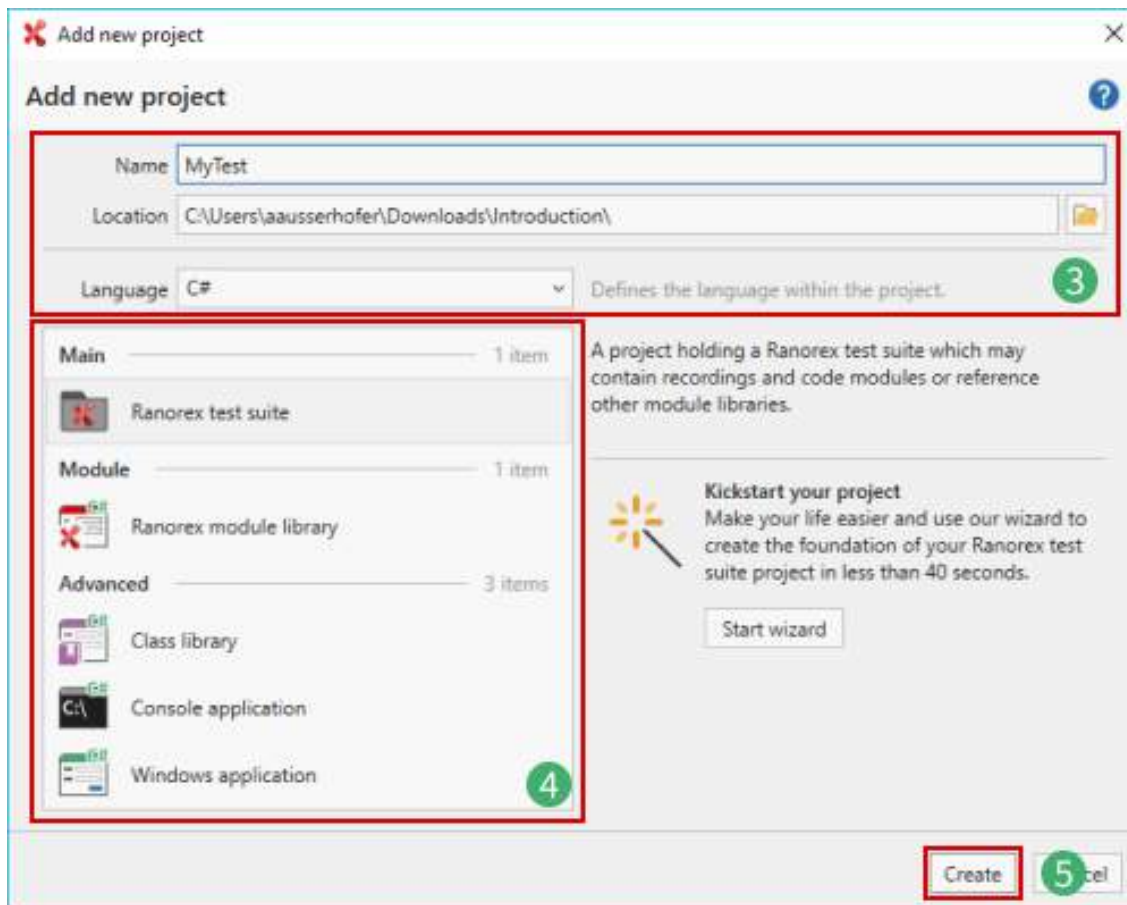 Add new project
Add new project
Name MyTest
Location C:\Users\aausserhofer\Downloads\Introduction\
Language C#
Defines the language within the project.
3
Main 1 item
Ranorex test suite
Module 1 item
C#
Ranorex module library
Advanced 3 items
C#
Class library
C#
C:\
Console application
C#
Windows application
4
A project holding a Ranorex test suite which may
contain recordings and code modules or reference
other module libraries.
Kickstart your project
Make your life easier and use our wizard to
create the foundation of your Ranorex test
suite project in less than 40 seconds.
Start wizard
Create
5
cel